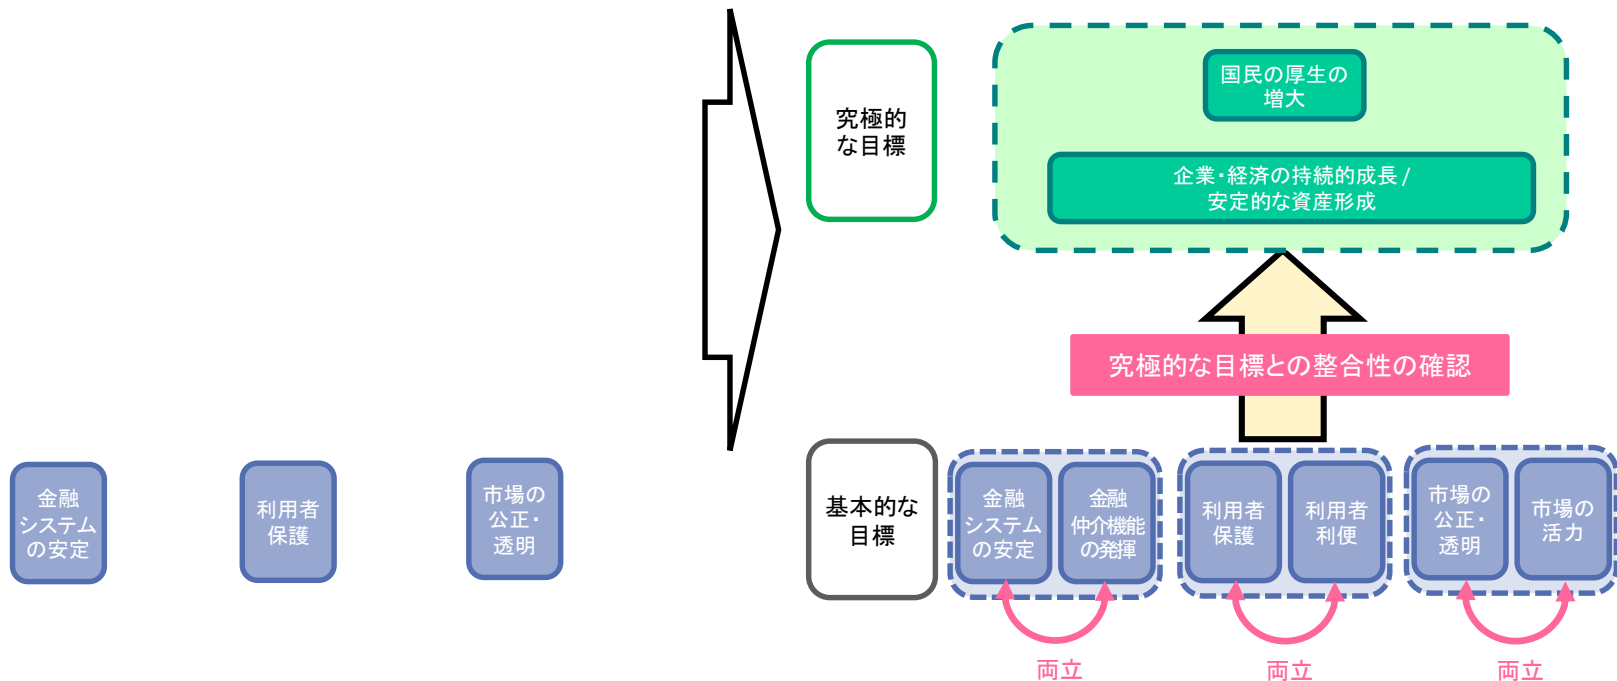 究極的
な目標
国民の厚生の
増大
企業・経済の持続的成長 /
安定的な資産形成
究極的な目標との整合性の確認
金融
システム
の安定
利用者
保護
市場の
公正・
透明
基本的な
目標
金融
システム
の安定
金融
仲介機能
の発揮
利用者
保護
利用者
利便
市場の
公正・
透明
市場の
活力
両立
両立
両立